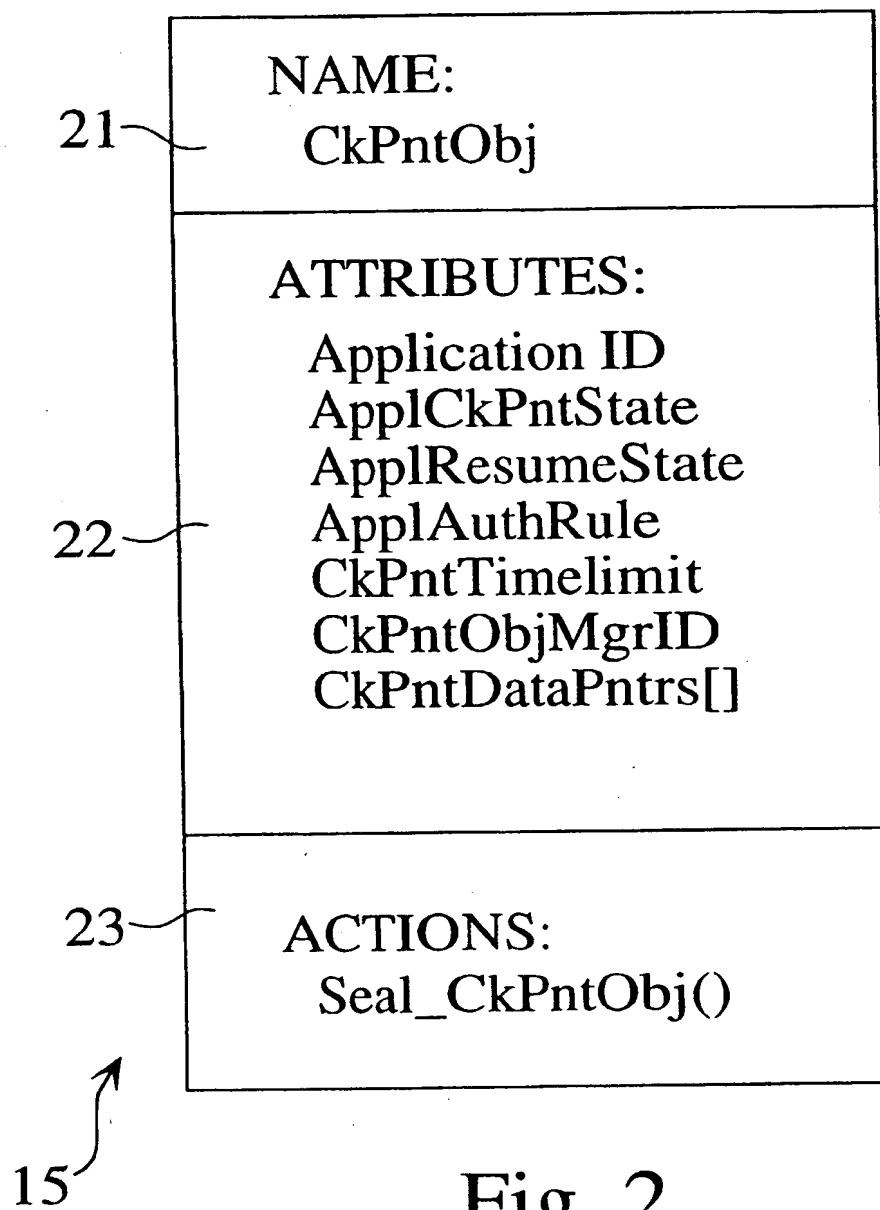 NAME:
21
CkPntObj
ATTRIBUTES:
Application ID
ApplCkPntState
ApplResumeState
22
ApplAuthRule
CkPntTimelimit
CkPntObjMgrID
CkPntDataPntrs[]
23
ACTIONS:
Seal_CkPntObj()
15
Fig. 2